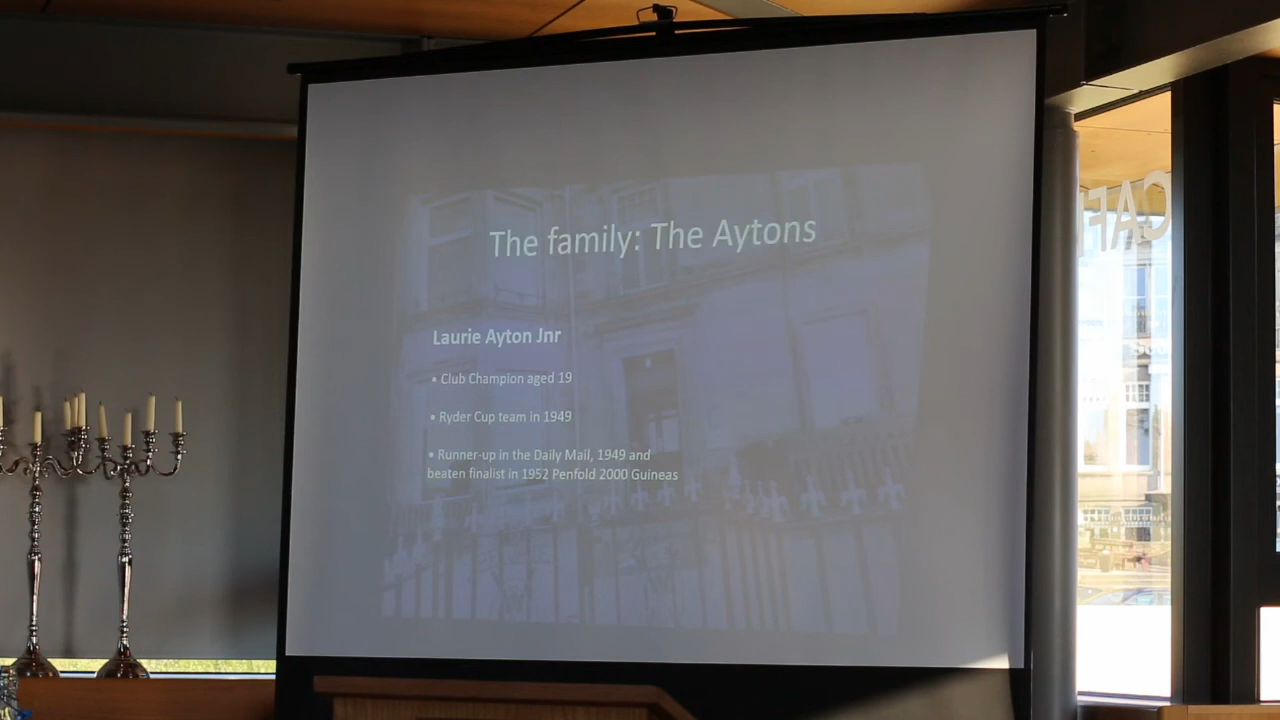 The family: The Aytons
Laurie Ayton Jnr
• Club Champion aged 19
• Ryder Cup team in 1949
• Runner-up in the Daily Mail, 1949 and
beaten finalist in 1952 Penfold 2000 Guineas
CAF